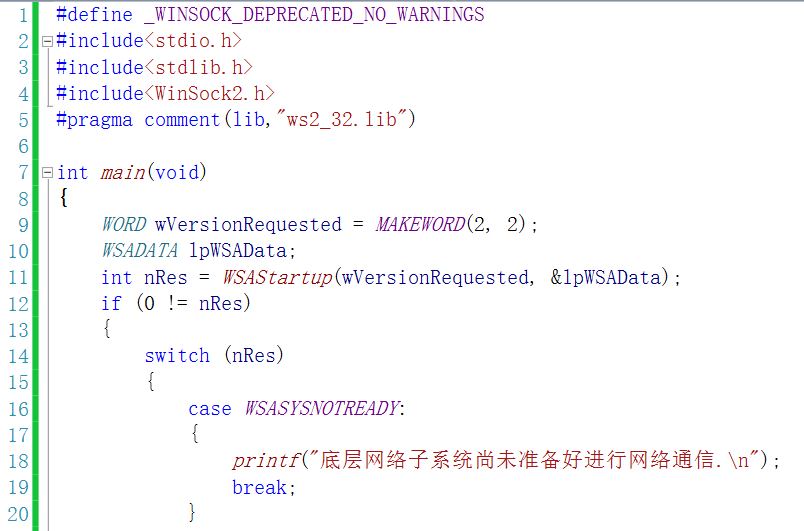 1 #define _WINSOCK_DEPRECATED_NO_WARNINGS
2 #include<stdio.h>
3 #include<stdlib.h>
4 #include<WinSock2.h>
5 #pragma comment(lib,"ws2_32.lib")
6
7 int main(void)
8 {
9     WORD wVersionRequested = MAKEWORD(2, 2);
10     WSADATA lpWSAData;
11     int nRes = WSAStartup(wVersionRequested, &lpWSAData);
12     if (0 != nRes)
13     {
14         switch (nRes)
15         {
16             case WSASYSNOTREADY:
17             {
18                 printf("底层网络子系统尚未准备好进行网络通信.\n");
19                 break;
20             }